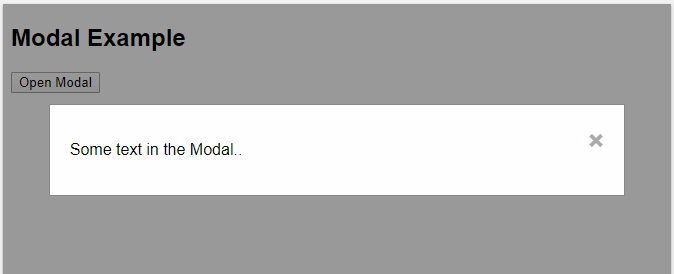 Modal Example
Open Modal
Some text in the Modal..
×